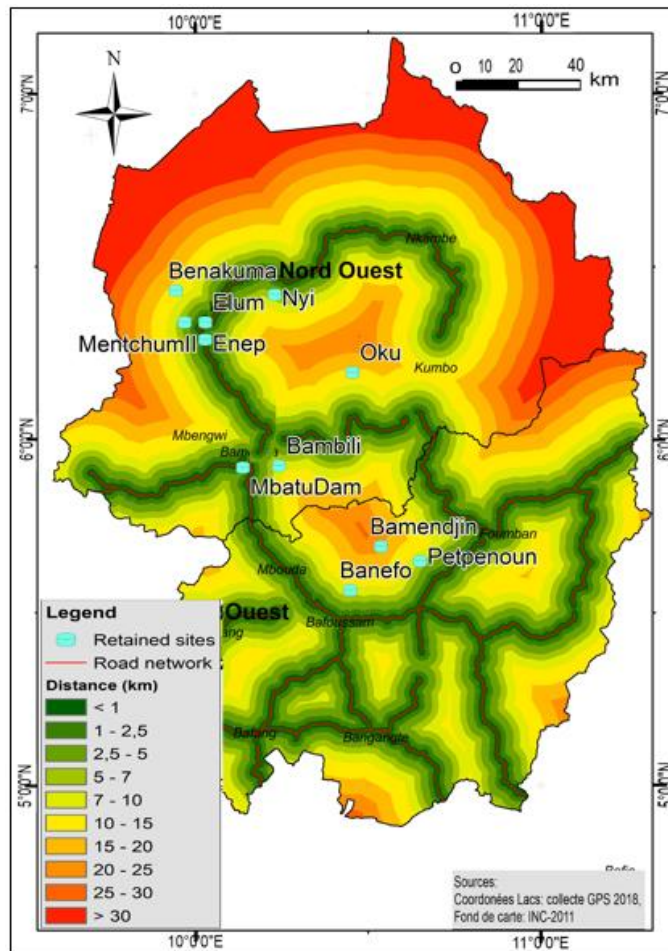 10°0'0"E 11°0'0"E
N
0 10 20 40
km
7°0'0"N 7°0'0"N
Nkambe
Benakuma Nord Ouest
Elum Nyi
MentchumII Enep
Oku
Kumbo
6°0'0"N 6°0'0"N
Mbengwi
Bambili
MbatuDam
Bamendjin
Foumban
Petpenoun
Mbouda
Banefo
Ouest
Bafoussam
ang
Legend
Retained sites
Road network
Distance (km)
< 1
1 - 2,5
2,5 - 5
5 - 7
7 - 10
10 - 15
15 - 20
20 - 25
25 - 30
> 30
Bafang
Bangangte
5°0'0"N 5°0'0"N
Sources:
Coordonées Lacs: collecte GPS 2018,
Fond de carte: INC-2011
10°0'0"E 11°0'0"E